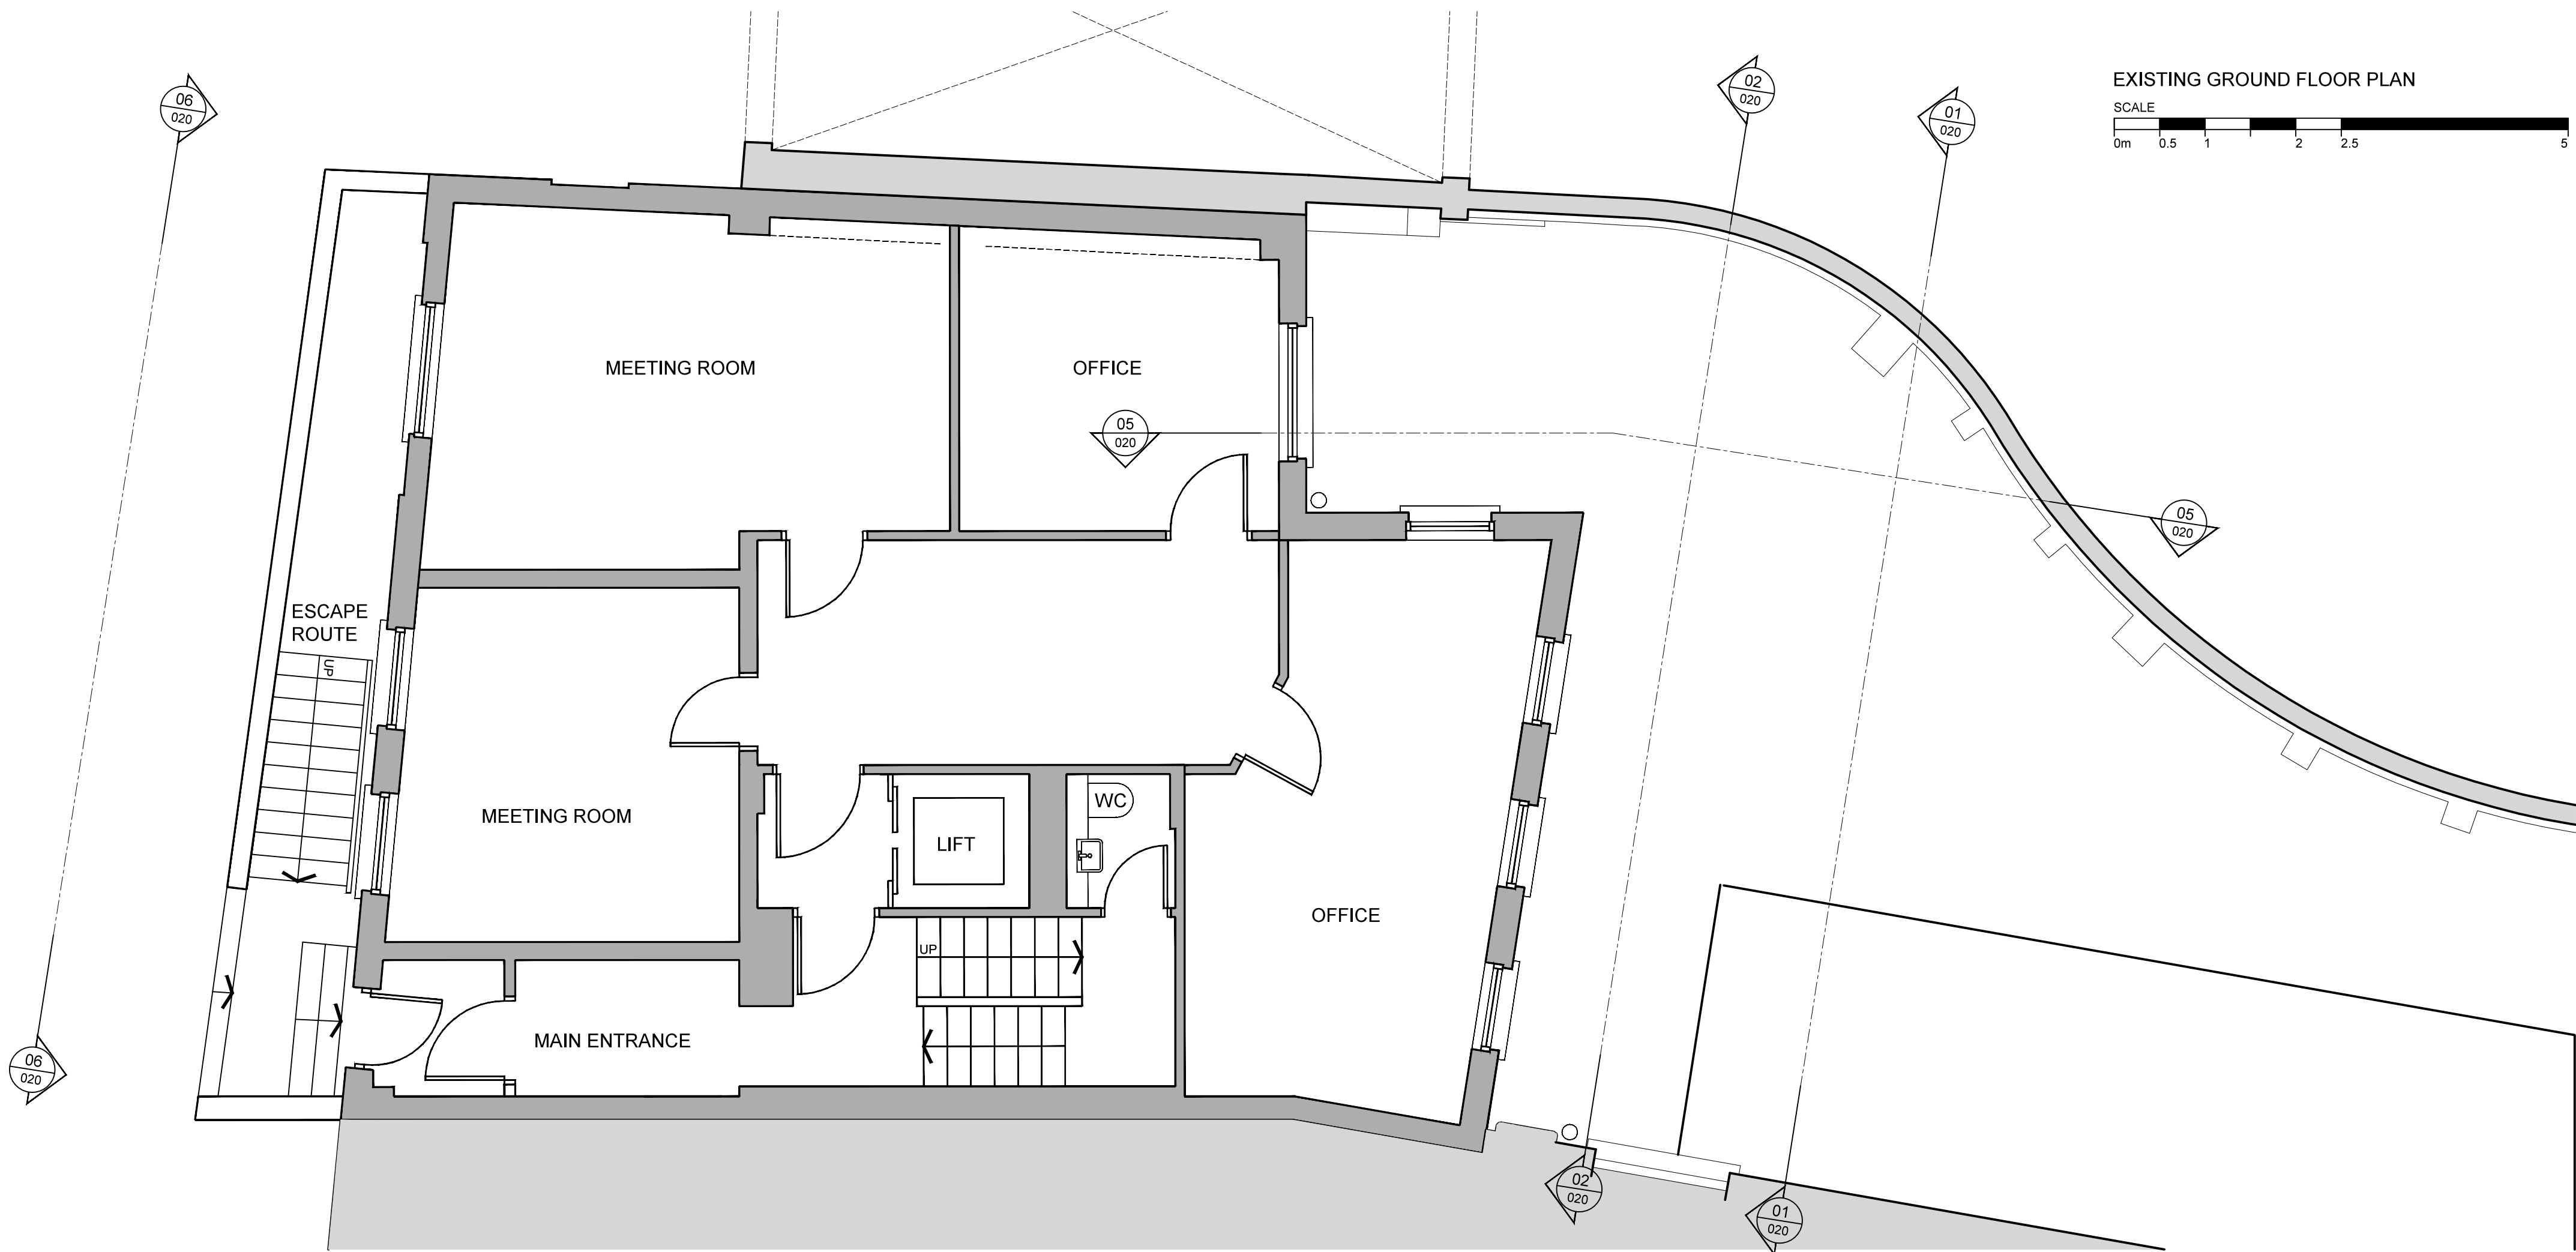 EXISTING GROUND FLOOR PLAN
SCALE
0m 0.5 1 2 2.5 5
06
020
02
020
01
020
MEETING ROOM
OFFICE
05
020
05
020
ESCAPE
ROUTE
UP
MEETING ROOM
LIFT
WC
OFFICE
UP
MAIN ENTRANCE
06
020
02
020
01
020